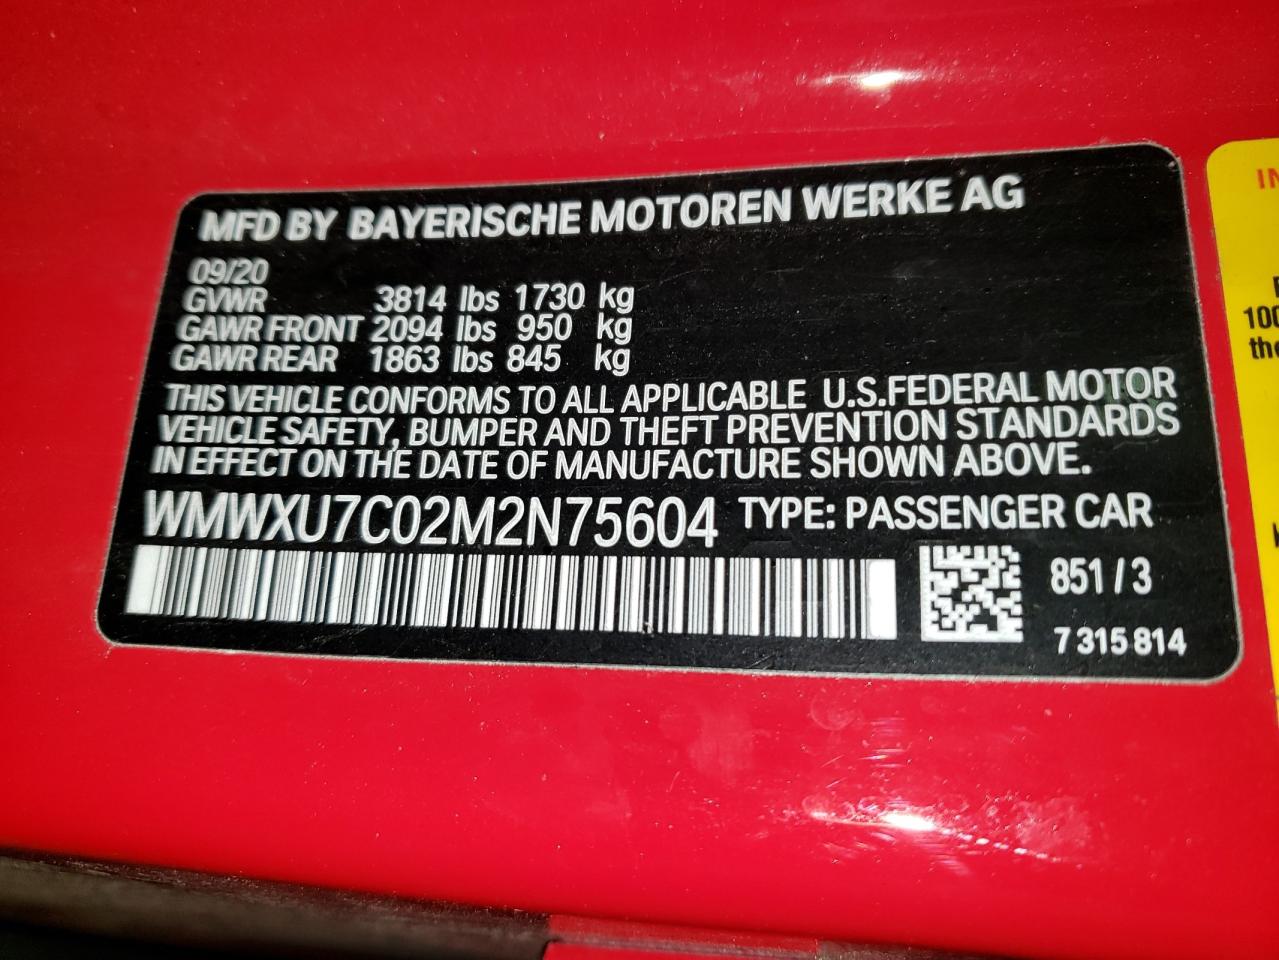 MFD BY BAYERISCHE MOTOREN WERKE AG
09/20
GVWR 3814 lbs 1730 kg
GAWR FRONT 2094 lbs 950 kg
GAWR REAR 1863 lbs 845 kg
THIS VEHICLE CONFORMS TO ALL APPLICABLE U.S.FEDERAL MOTOR
VEHICLE SAFETY, BUMPER AND THEFT PREVENTION STANDARDS
IN EFFECT ON THE DATE OF MANUFACTURE SHOWN ABOVE.
WMWXU7C02M2N75604 TYPE: PASSENGER CAR
851 / 3
7 315 814